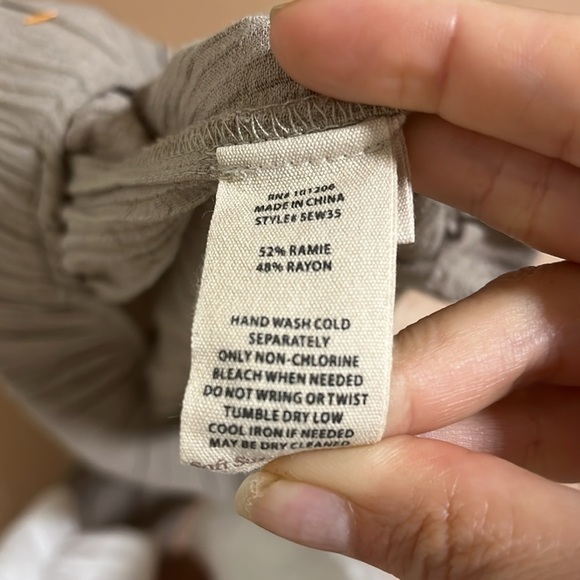 RN# 101206
MADE IN CHINA
STYLE# SEW35
52% RAMIE
48% RAYON
HAND WASH COLD
SEPARATELY
ONLY NON-CHLORINE
BLEACH WHEN NEEDED
DO NOT WRING OR TWIST
TUMBLE DRY LOW
COOL IRON IF NEEDED
MAY BE DRY CLEANED